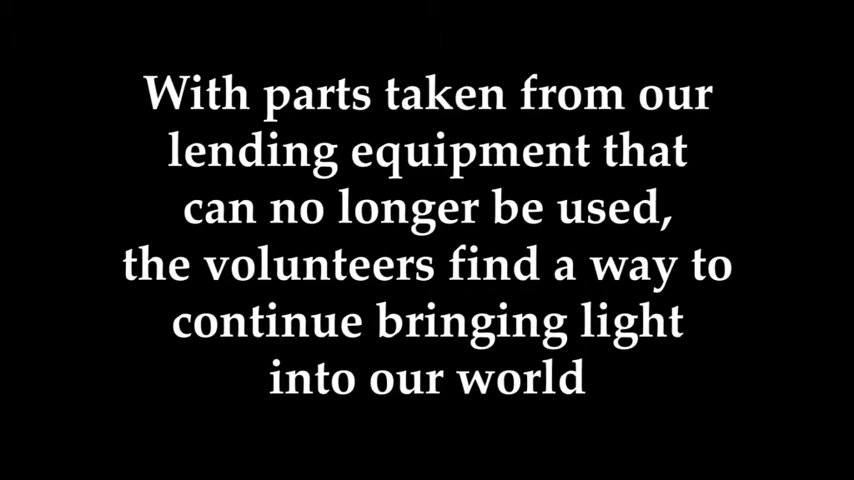 With parts taken from our
lending equipment that
can no longer be used,
the volunteers find a way to
continue bringing light
into our world